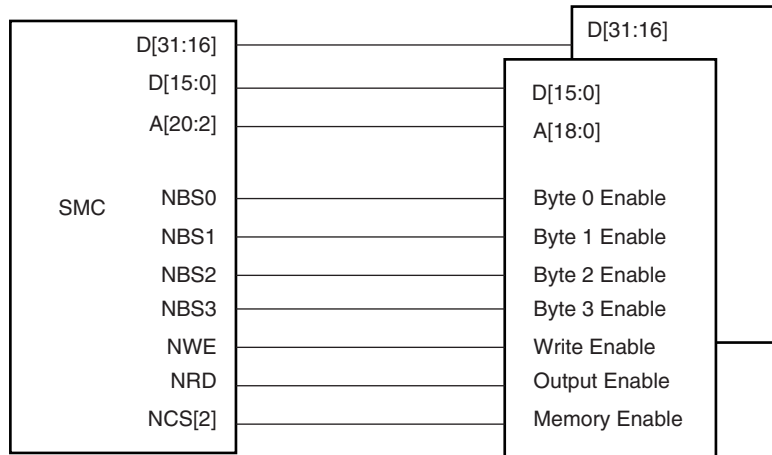 D[31:16] D[31:16]
D[15:0] D[15:0]
A[20:2] A[18:0]
SMC NBS0 Byte 0 Enable
NBS1 Byte 1 Enable
NBS2 Byte 2 Enable
NBS3 Byte 3 Enable
NWE Write Enable
NRD Output Enable
NCS[2] Memory Enable